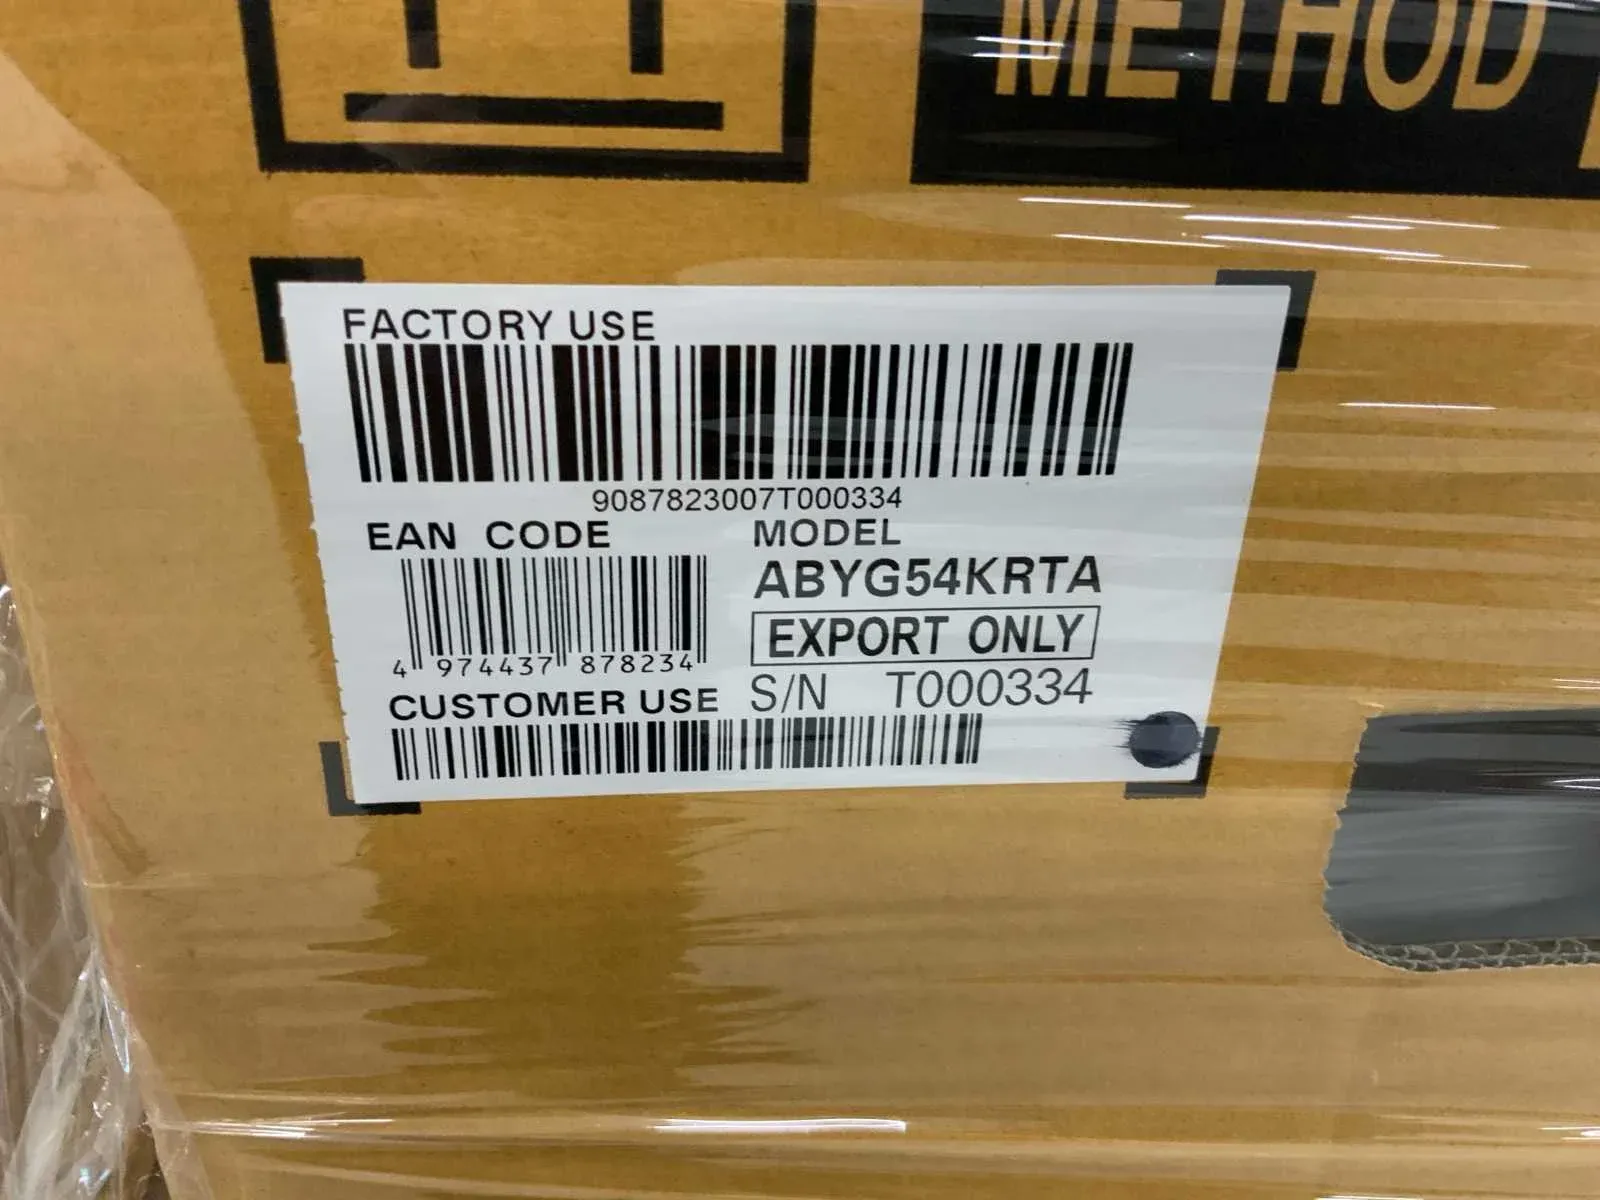 METHOD
FACTORY USE
9087823007T000334
EAN CODE
4 974437 878234
CUSTOMER USE
MODEL
ABYG54KRTA
EXPORT ONLY
S/N T000334